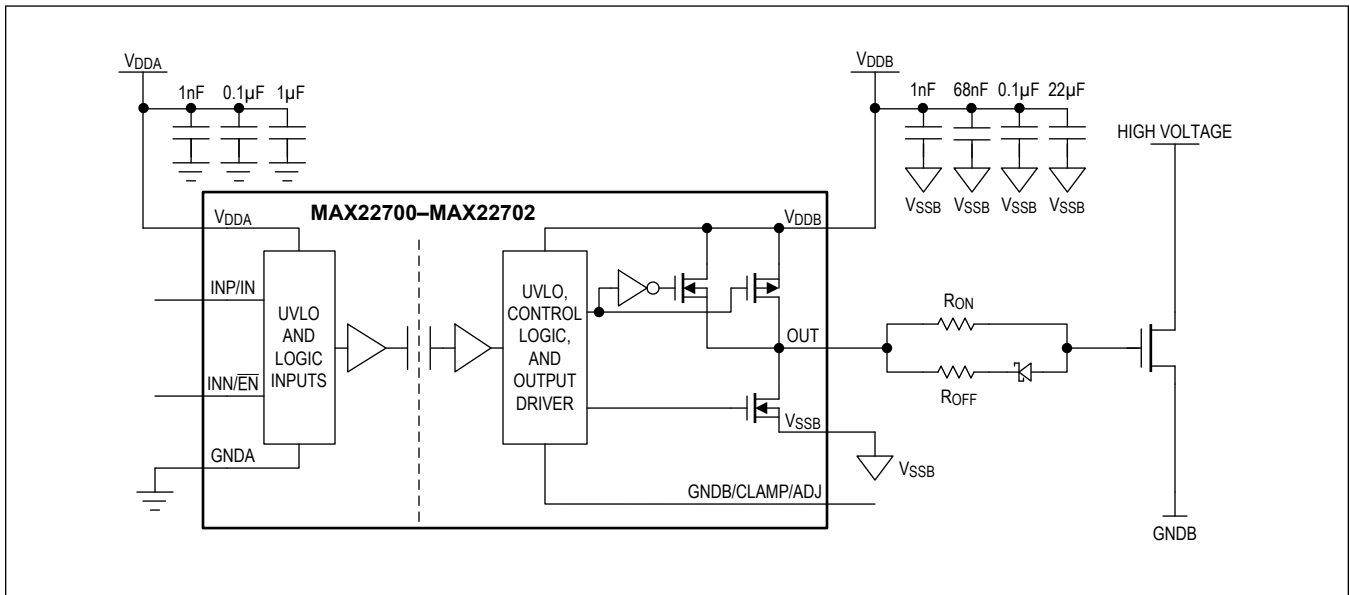 VDDA
1nF 0.1µF 1µF
VDDB
1nF 68nF 0.1µF 22µF
HIGH VOLTAGE
VSSB VSSB VSSB VSSB
MAX22700–MAX22702
VDDA
VDDB
INP/IN
UVLO
AND
LOGIC
INPUTS
INN/E̅N̅
GNDA
UVLO,
CONTROL
LOGIC,
AND
OUTPUT
DRIVER
OUT
RON
ROFF
VSSB
VSSB
GNDB/CLAMP/ADJ
GNDB